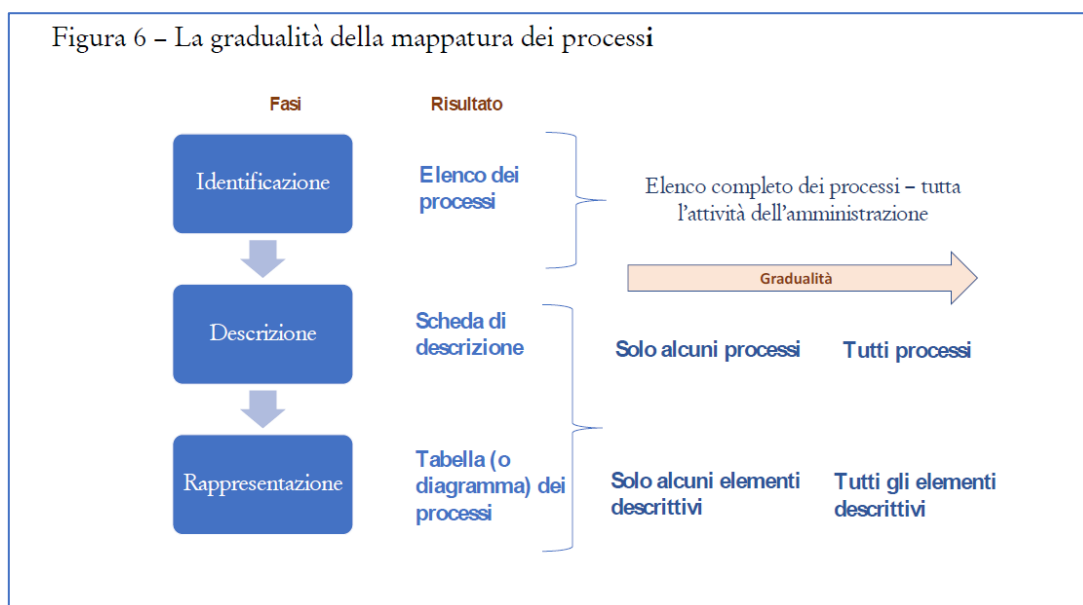 Figura 6 – La gradualità della mappatura dei processi
Fasi
Risultato
Identificazione
Elenco dei
processi
Elenco completo dei processi – tutta
l'attività dell'amministrazione
Gradualità
Descrizione
Scheda di
descrizione
Solo alcuni processi
Tutti processi
Rappresentazione
Tabella (o
diagramma) dei
processi
Solo alcuni elementi
descrittivi
Tutti gli elementi
descrittivi